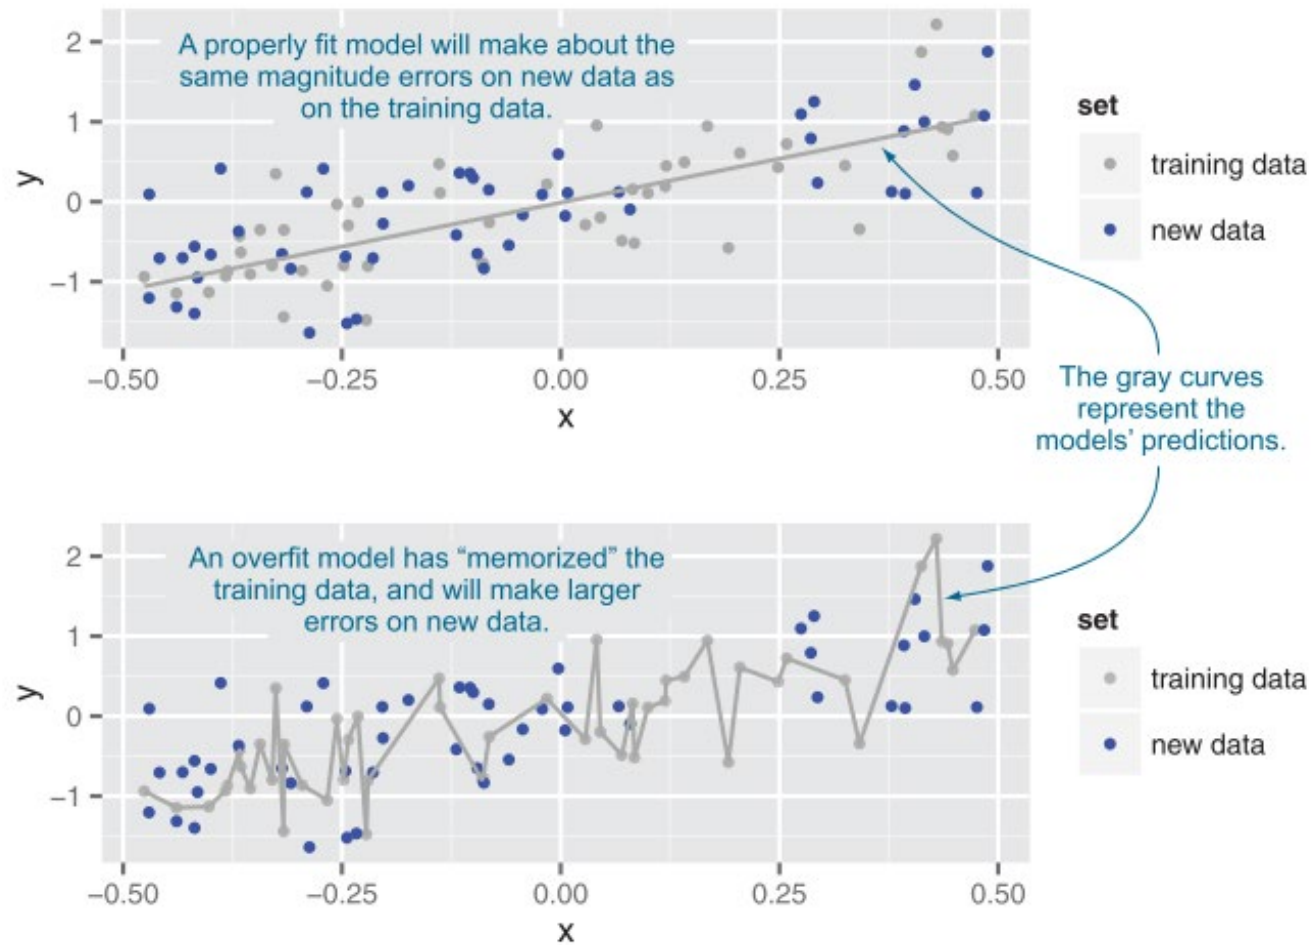 A properly fit model will make about the
same magnitude errors on new data as
on the training data.
2
1
0
−1
y
−0.50
−0.25
0.00
0.25
0.50
x
set
training data
new data
The gray curves
represent the
models’ predictions.
An overfit model has “memorized” the
training data, and will make larger
errors on new data.
2
1
0
−1
y
−0.50
−0.25
0.00
0.25
0.50
x
set
training data
new data